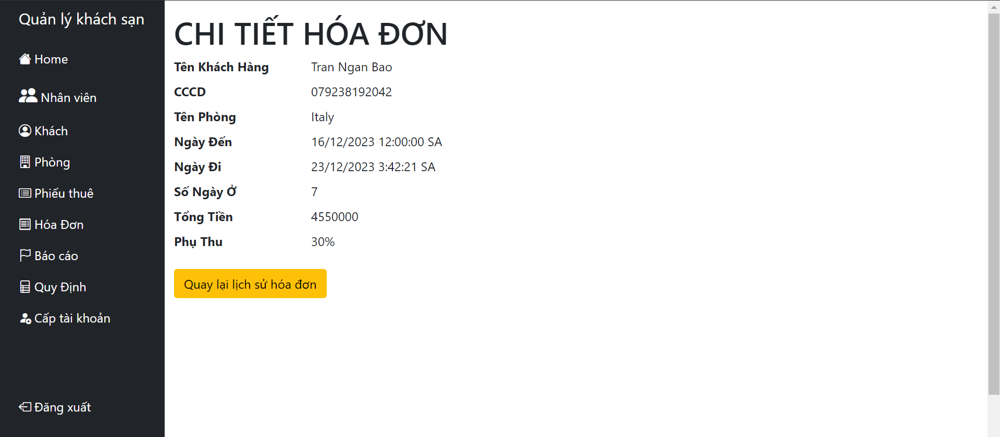 Quản lý khách sạn
Home
Nhân viên
Khách
Phòng
Phiếu thuê
Hóa Đơn
Báo cáo
Quy Định
Cấp tài khoản
Đăng xuất
CHI TIẾT HÓA ĐƠN
Tên Khách Hàng Tran Ngan Bao
CCCD 079238192042
Tên Phòng Italy
Ngày Đến 16/12/2023 12:00:00 SA
Ngày Đi 23/12/2023 3:42:21 SA
Số Ngày Ở 7
Tổng Tiền 4550000
Phụ Thu 30%
Quay lại lịch sử hóa đơn